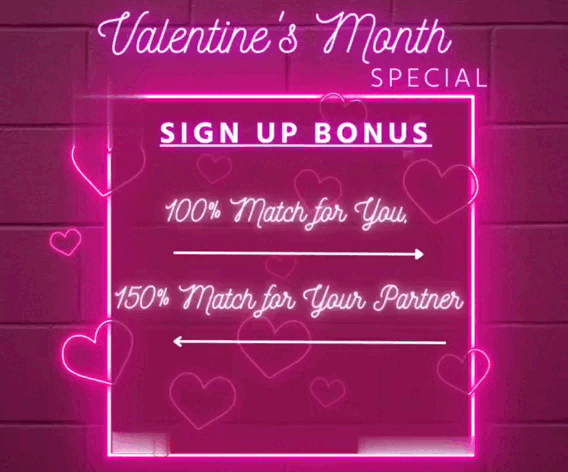 Valentine's Month
SPECIAL
SIGN UP BONUS
100% Match for You,
150% Match for Your Partner